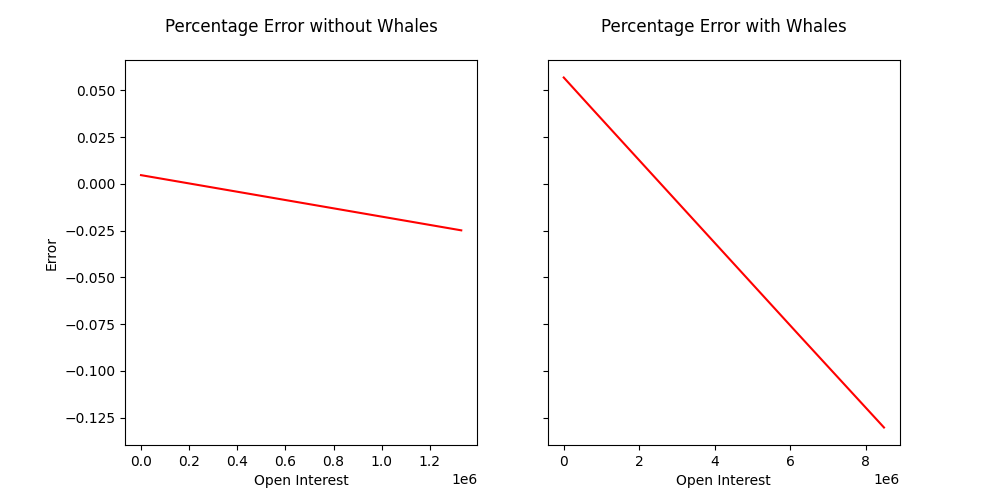 Percentage Error without Whales
Percentage Error with Whales
0.050
0.025
0.000
−0.025
−0.050
−0.075
−0.100
−0.125
Error
0.0 0.2 0.4 0.6 0.8 1.0 1.2
1e6
Open Interest
0 2 4 6 8
1e6
Open Interest